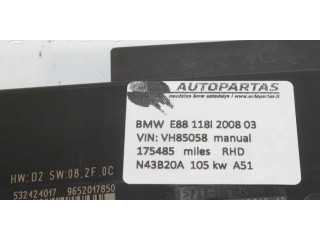 AUTOPARTAS
BMW E88 118I 2008 03
VIN: VH85058 manual
175485 miles RHD
N43B20A 105 kw A51
HW: D2 SW:08.2F.0C
532424017 9652017850